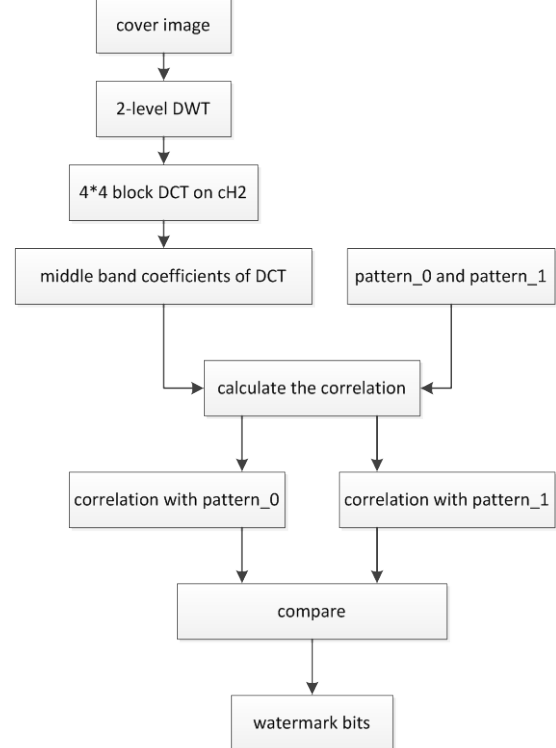 cover image
2-level DWT
4*4 block DCT on cH2
middle band coefficients of DCT
pattern_0 and pattern_1
calculate the correlation
correlation with pattern_0
correlation with pattern_1
compare
watermark bits